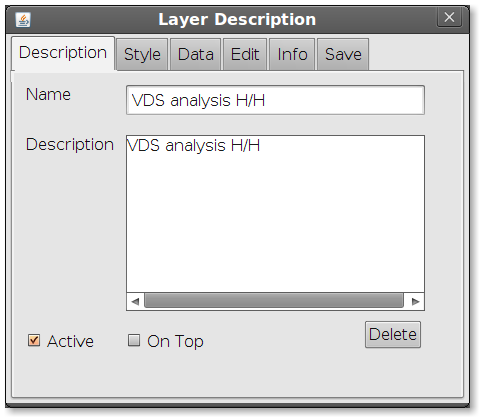 Layer Description
Description Style Data Edit Info Save
Name VDS analysis H/H
Description VDS analysis H/H
Active On Top Delete